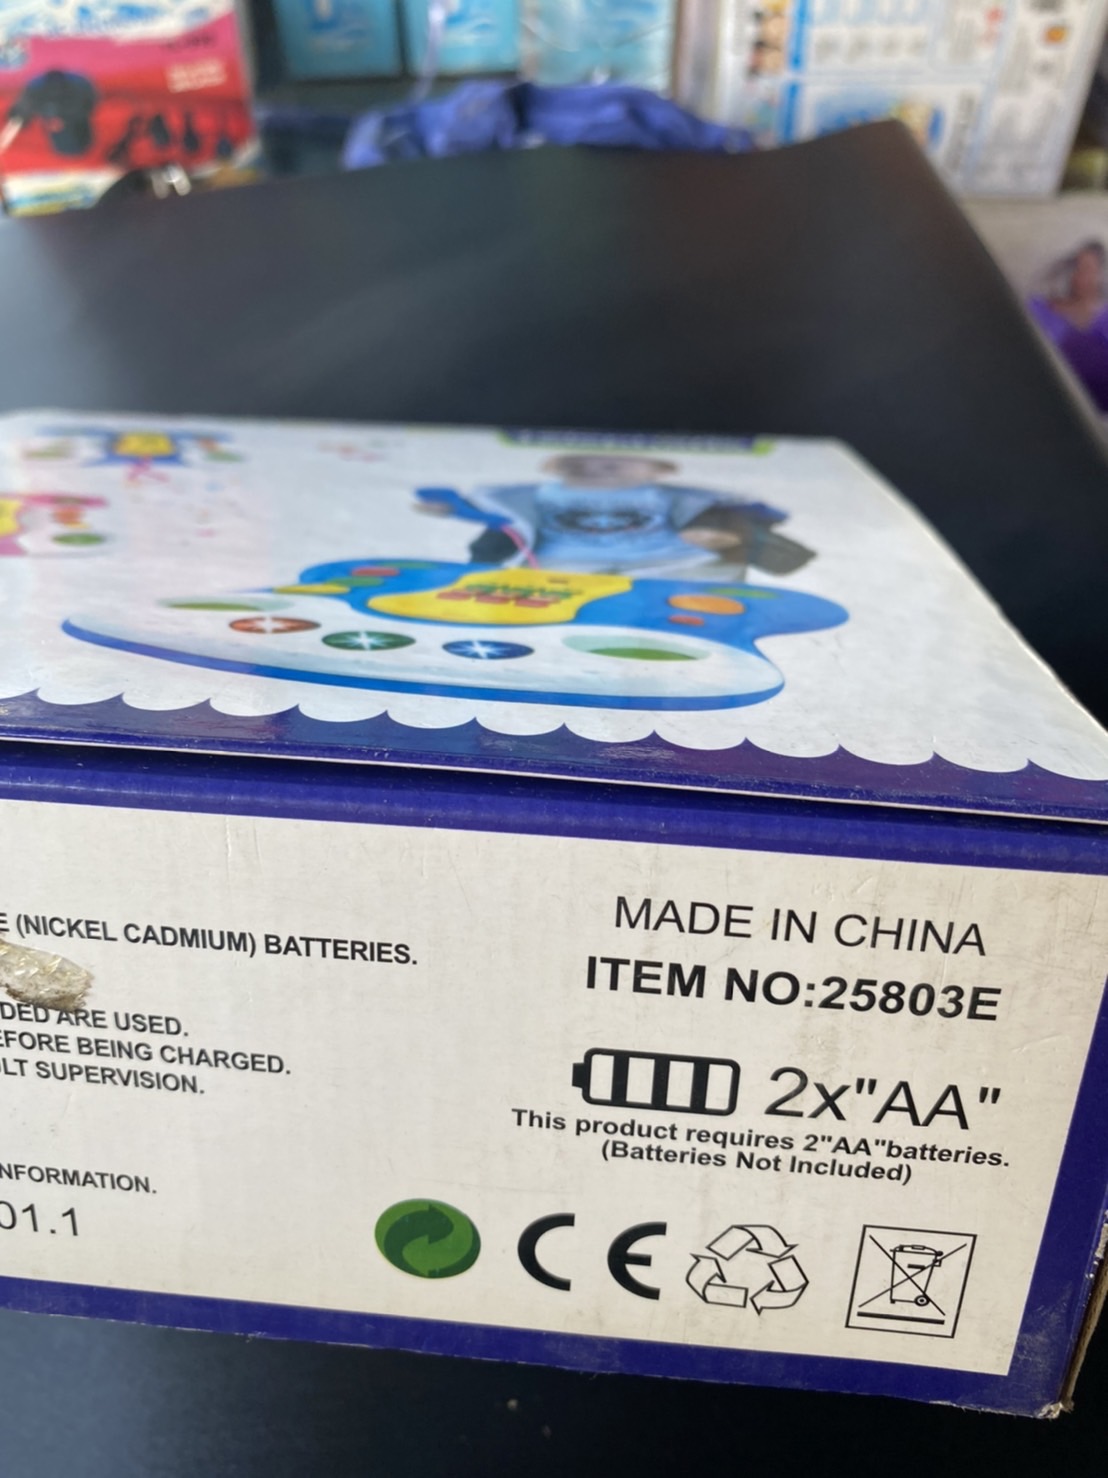 E (NICKEL CADMIUM) BATTERIES.
DED ARE USED.
EFORE BEING CHARGED.
LT SUPERVISION.
NFORMATION.
01.1
MADE IN CHINA
ITEM NO:25803E
2x"AA"
This product requires 2"AA"batteries.
(Batteries Not Included)
CE